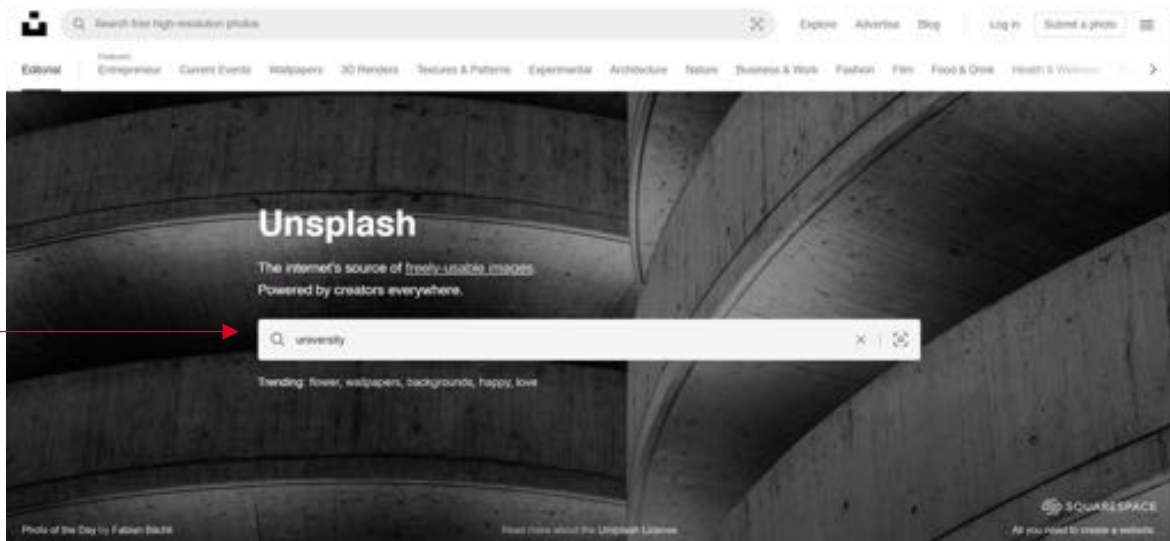 Search free high-resolution photos
Explore Advertise Blog Log in Submit a photo
Featured
Editorial Entrepreneur Current Events Wallpapers 3D Renders Textures & Patterns Experimental Architecture Nature Business & Work Fashion Film Food & Drink Health & Wellness
Unsplash
The internet's source of freely-usable images.
Powered by creators everywhere.
university
Trending: flower, wallpapers, backgrounds, happy, love
SQUARESPACE
Photo of the Day by Fabian
Read more about the Unsplash License
All you need to create a website.